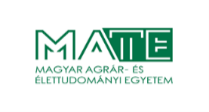 MATE
MAGYAR AGRÁR- ÉS
ÉLETTUDOMÁNYI EGYETEM